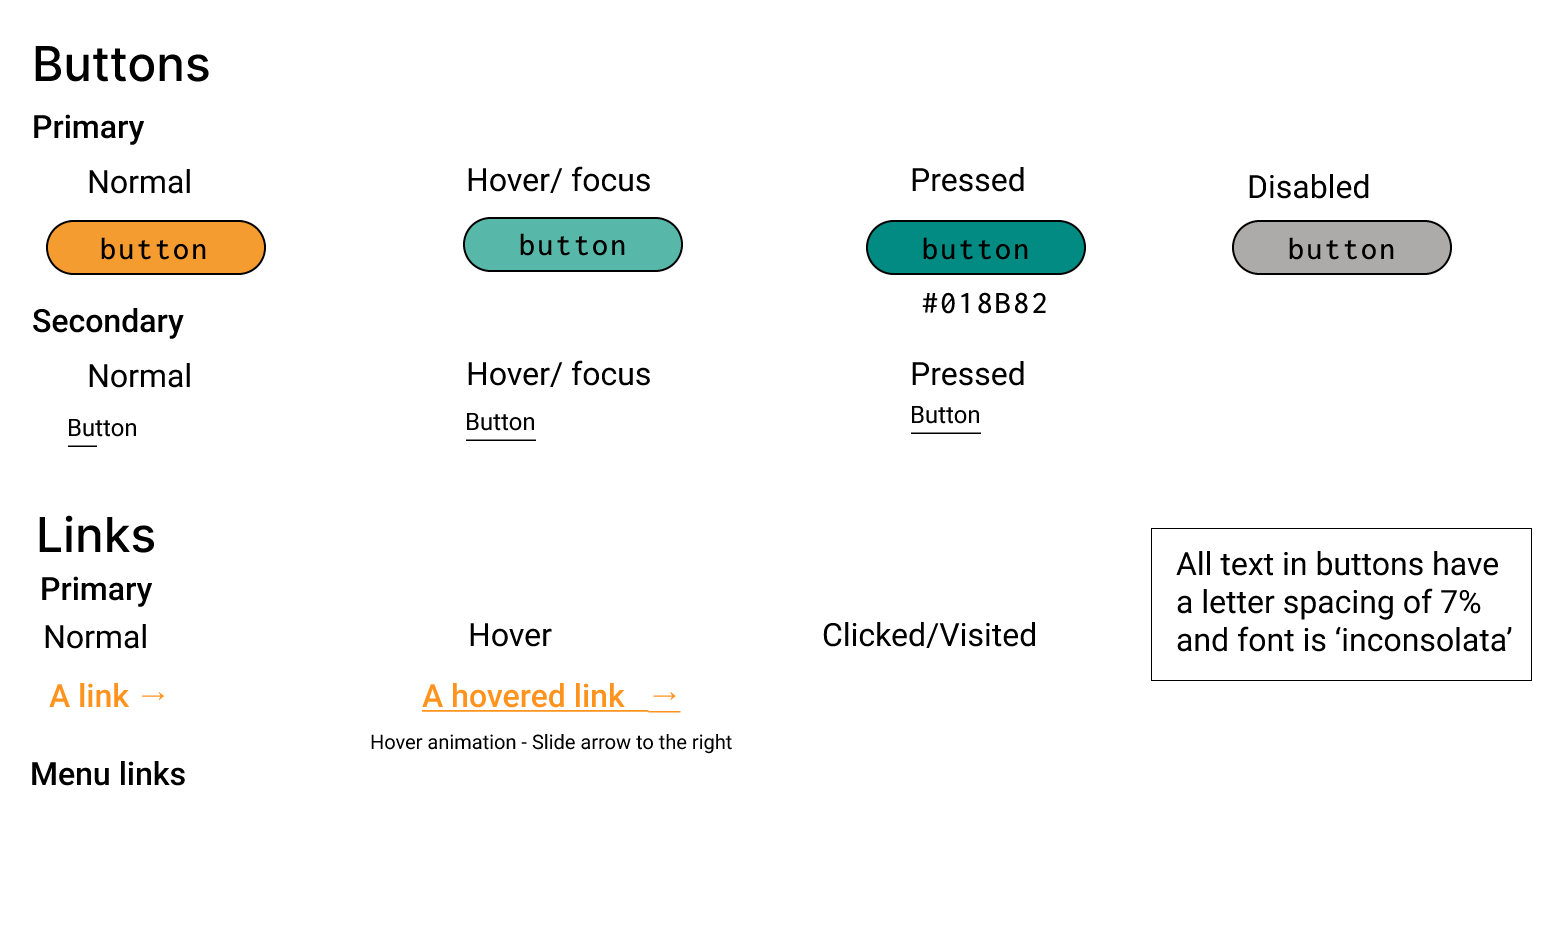 Buttons
Primary
Normal
Hover/ focus
Pressed
Disabled
button
button
button
button
#018B82
Secondary
Normal
Hover/ focus
Pressed
Button
Button
Button
Links
Primary
Normal
Hover
Clicked/Visited
All text in buttons have
a letter spacing of 7%
and font is ‘inconsolata’
A link →
A hovered link →
Hover animation - Slide arrow to the right
Menu links